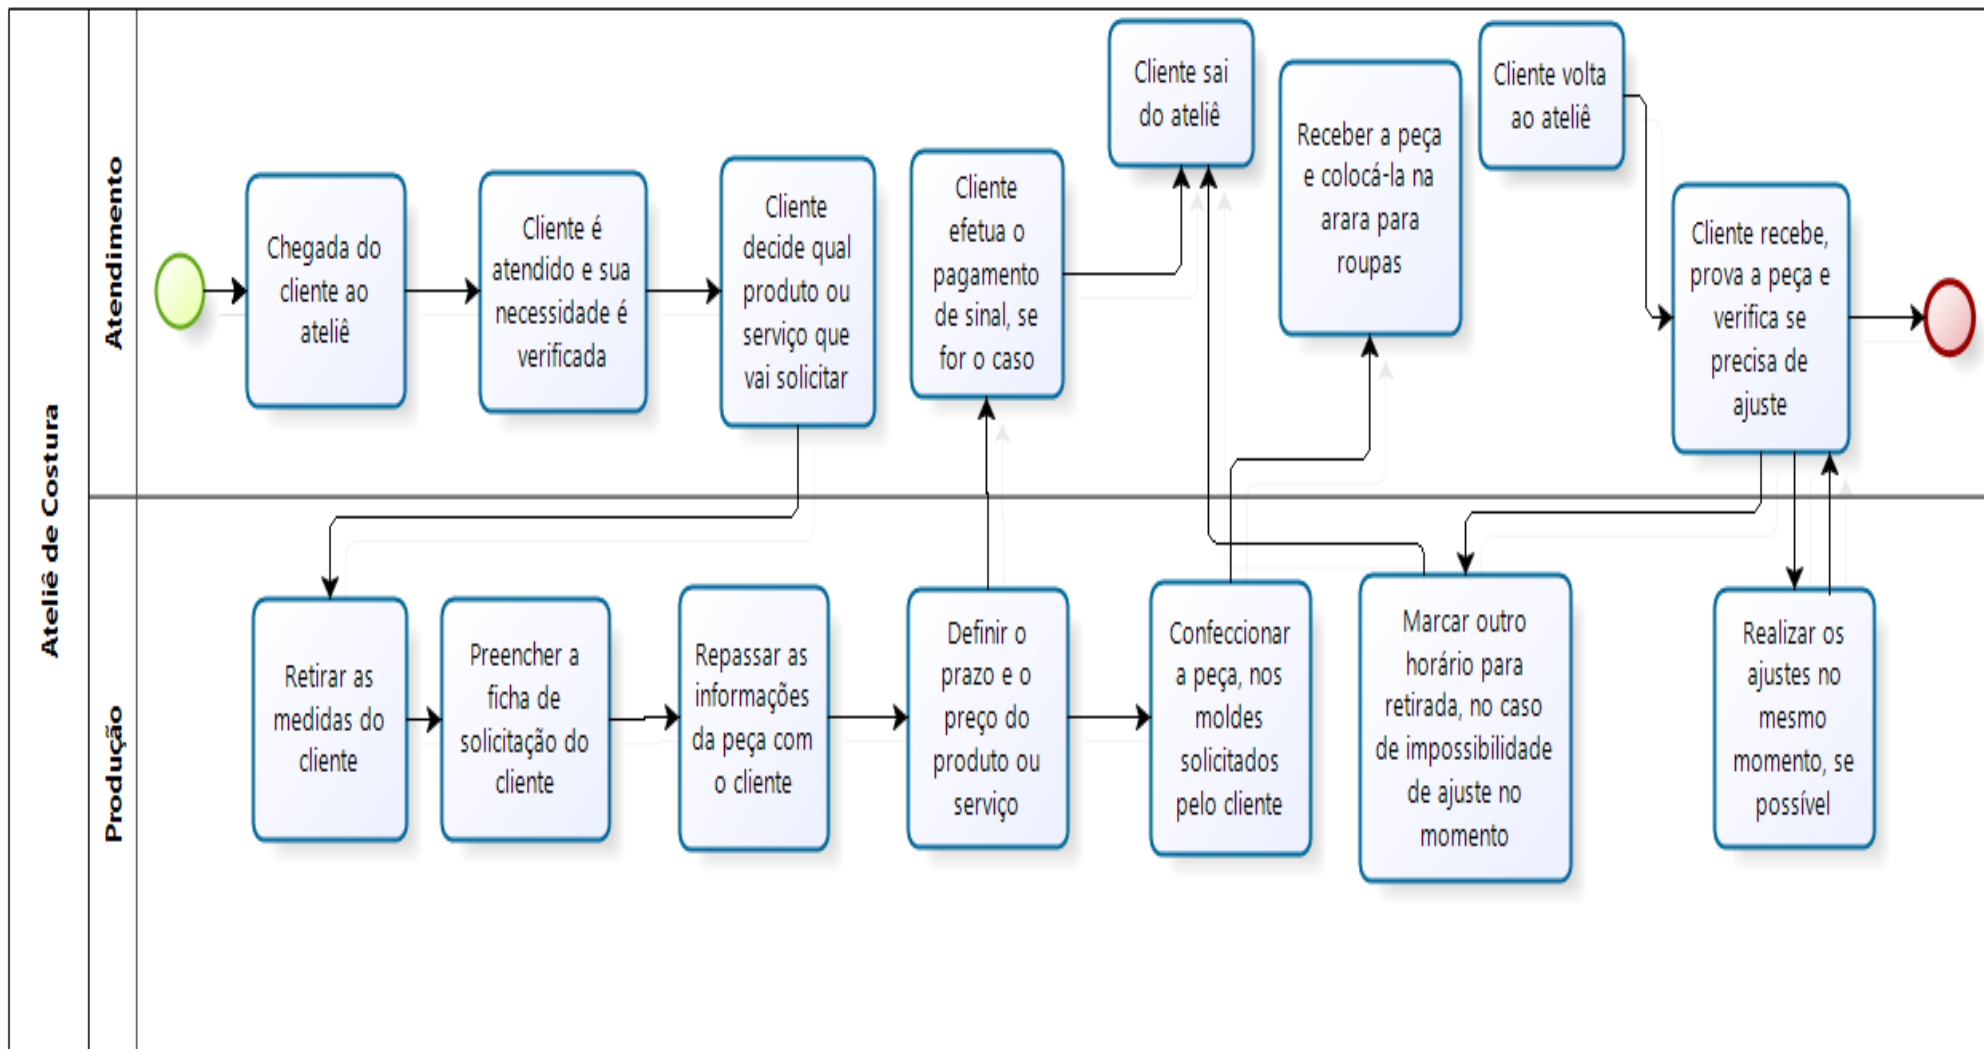 Ateliê de Costura
Atendimento
Chegada do
cliente ao
ateliê
Cliente é
atendido e sua
necessidade é
verificada
Cliente
decide qual
produto ou
serviço que
vai solicitar
Cliente
efetua o
pagamento
de sinal, se
for o caso
Cliente sai
do ateliê
Receber a peça
e colocá-la na
arara para
roupas
Cliente volta
ao ateliê
Cliente recebe,
prova a peça e
verifica se
precisa de
ajuste
Produção
Retirar as
medidas do
cliente
Preencher a
ficha de
solicitação do
cliente
Repassar as
informações
da peça com
o cliente
Definir o
prazo e o
preço do
produto ou
serviço
Confeccionar
a peça, nos
moldes
solicitados
pelo cliente
Marcar outro
horário para
retirada, no caso
de impossibilidade
de ajuste no
momento
Realizar os
ajustes no
mesmo
momento, se
possível